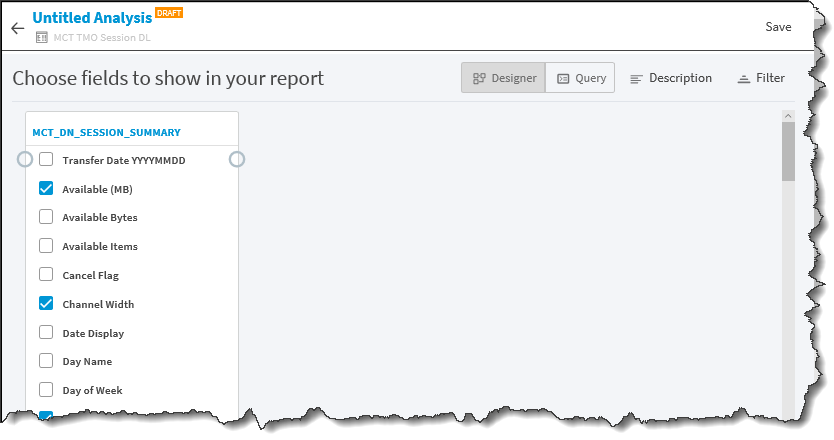 Untitled Analysis DRAFT
MCT TMO Session DL
Save
Choose fields to show in your report
Designer Query Description Filter
MCT_DN_SESSION_SUMMARY
Transfer Date YYYYMMDD
Available (MB)
Available Bytes
Available Items
Cancel Flag
Channel Width
Date Display
Day Name
Day of Week